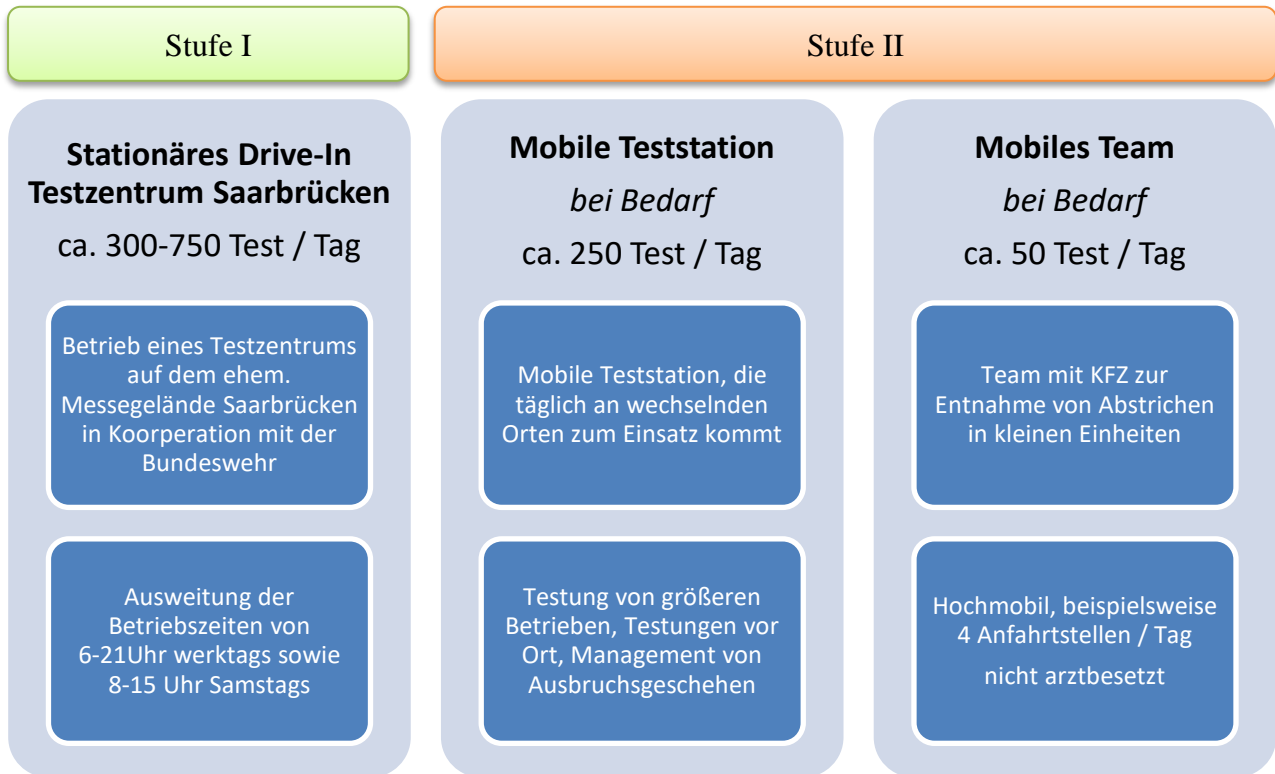 Stufe I
Stufe II
Stationäres Drive-In
Testzentrum Saarbrücken
ca. 300-750 Test / Tag
Betrieb eines Testzentrums
auf dem ehem.
Messegelände Saarbrücken
in Koorperation mit der
Bundeswehr
Ausweitung der
Betriebszeiten von
6-21Uhr werktags sowie
8-15 Uhr Samstags
Mobile Teststation
bei Bedarf
ca. 250 Test / Tag
Mobile Teststation, die
täglich an wechselnden
Orten zum Einsatz kommt
Testung von größeren
Betrieben, Testungen vor
Ort, Management von
Ausbruchsgeschehen
Mobiles Team
bei Bedarf
ca. 50 Test / Tag
Team mit KFZ zur
Entnahme von Abstrichen
in kleinen Einheiten
Hochmobil, beispielsweise
4 Anfahrtstellen / Tag
nicht arztbesetzt